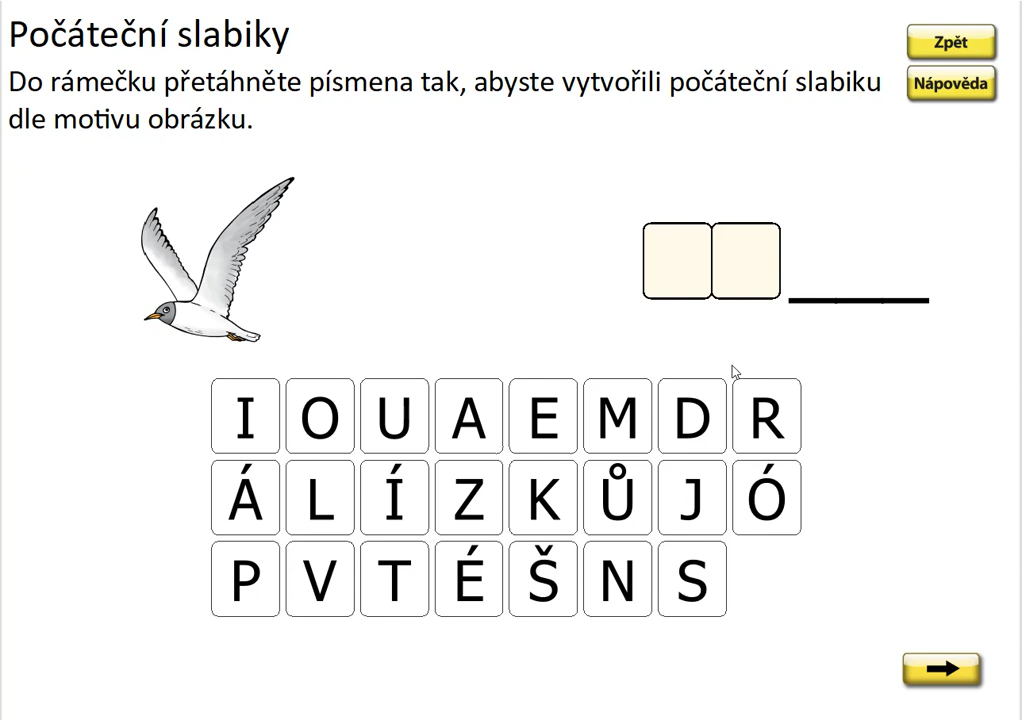 Počáteční slabiky
Zpět
Do rámečku přetáhněte písmena tak, abyste vytvořili počáteční slabiku
Nápověda
dle motivu obrázku.
I O U A E M D R
Á L Í Z K Ů J Ó
P V T É Š N S